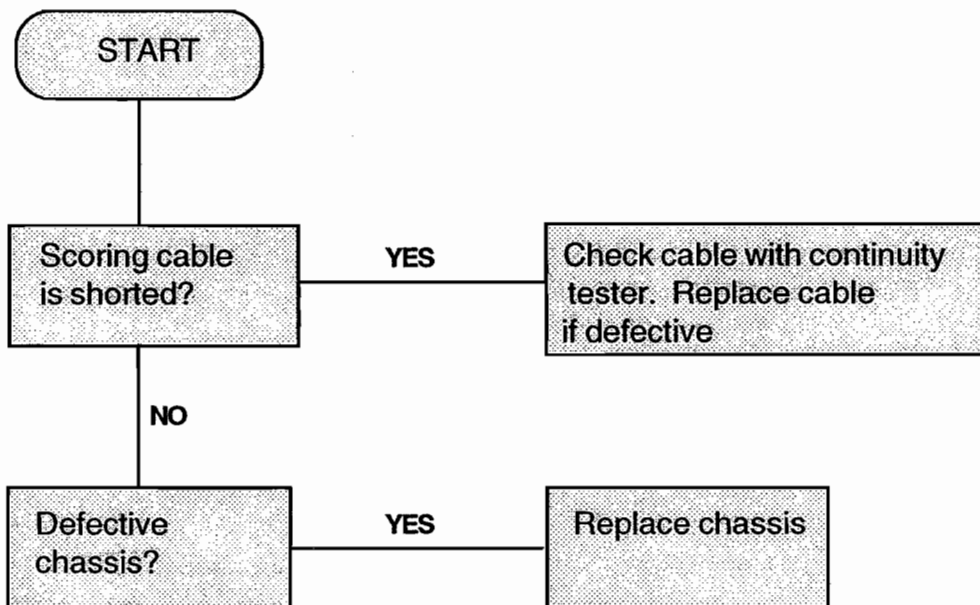 START
Scoring cable
is shorted?
YES
Check cable with continuity
tester. Replace cable
if defective
NO
Defective
chassis?
YES
Replace chassis